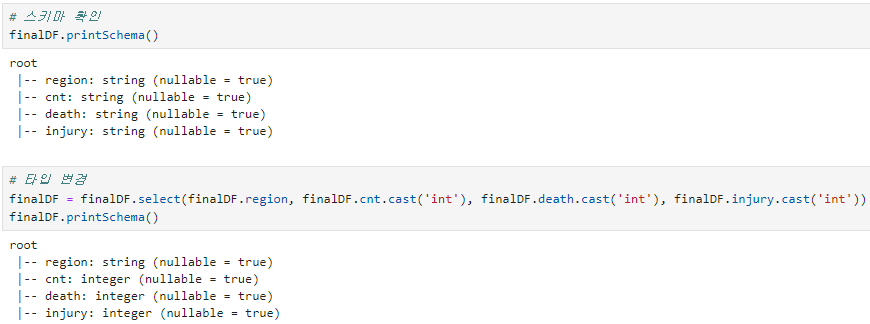 # 스키마 확인
finalDF.printSchema()
root
 |-- region: string (nullable = true)
 |-- cnt: string (nullable = true)
 |-- death: string (nullable = true)
 |-- injury: string (nullable = true)
# 타입 변경
finalDF = finalDF.select(finalDF.region, finalDF.cnt.cast('int'), finalDF.death.cast('int'), finalDF.injury.cast('int'))
finalDF.printSchema()
root
 |-- region: string (nullable = true)
 |-- cnt: integer (nullable = true)
 |-- death: integer (nullable = true)
 |-- injury: integer (nullable = true)